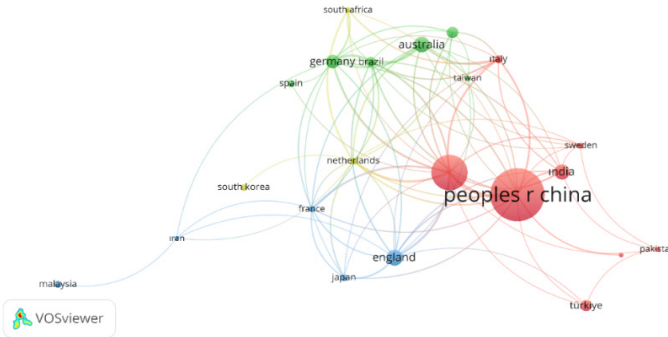 south africa
australia
germany brazil
italy
taiwan
spain
sweden
netherlands
india
south korea
peoples r china
france
iran
pakista
england
japan
malaysia
türkiye
VOSviewer